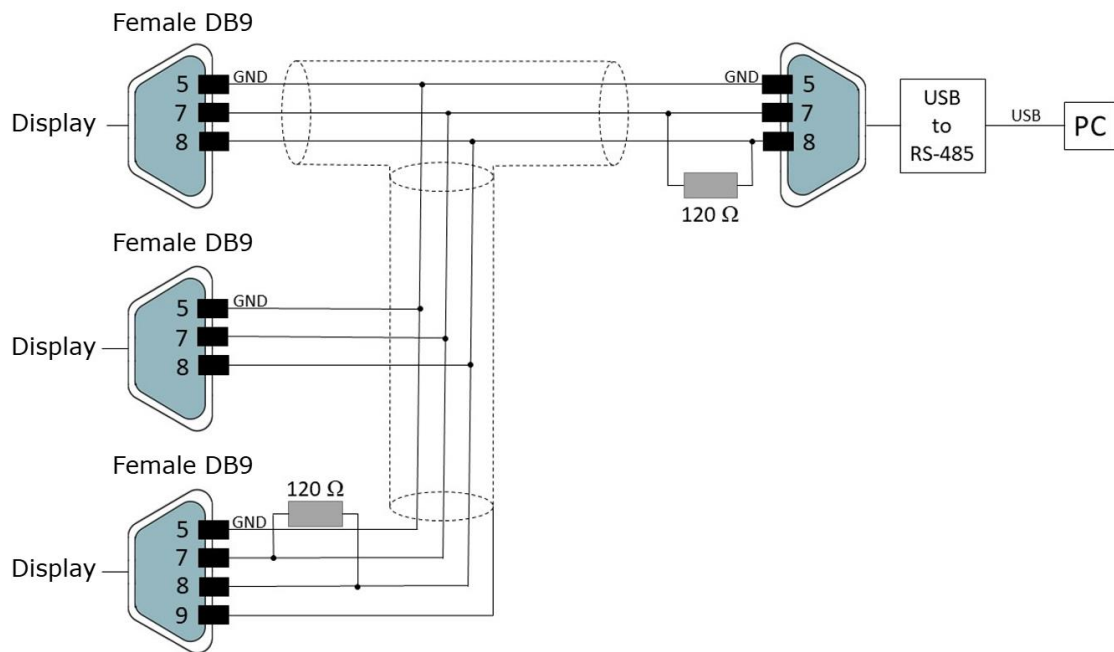 Female DB9
5 GND
7
8
Display
GND 5
7
8
120 Ω
USB
to
RS-485
USB
PC
Female DB9
5 GND
7
8
Display
Female DB9
120 Ω
5 GND
7
8
9
Display